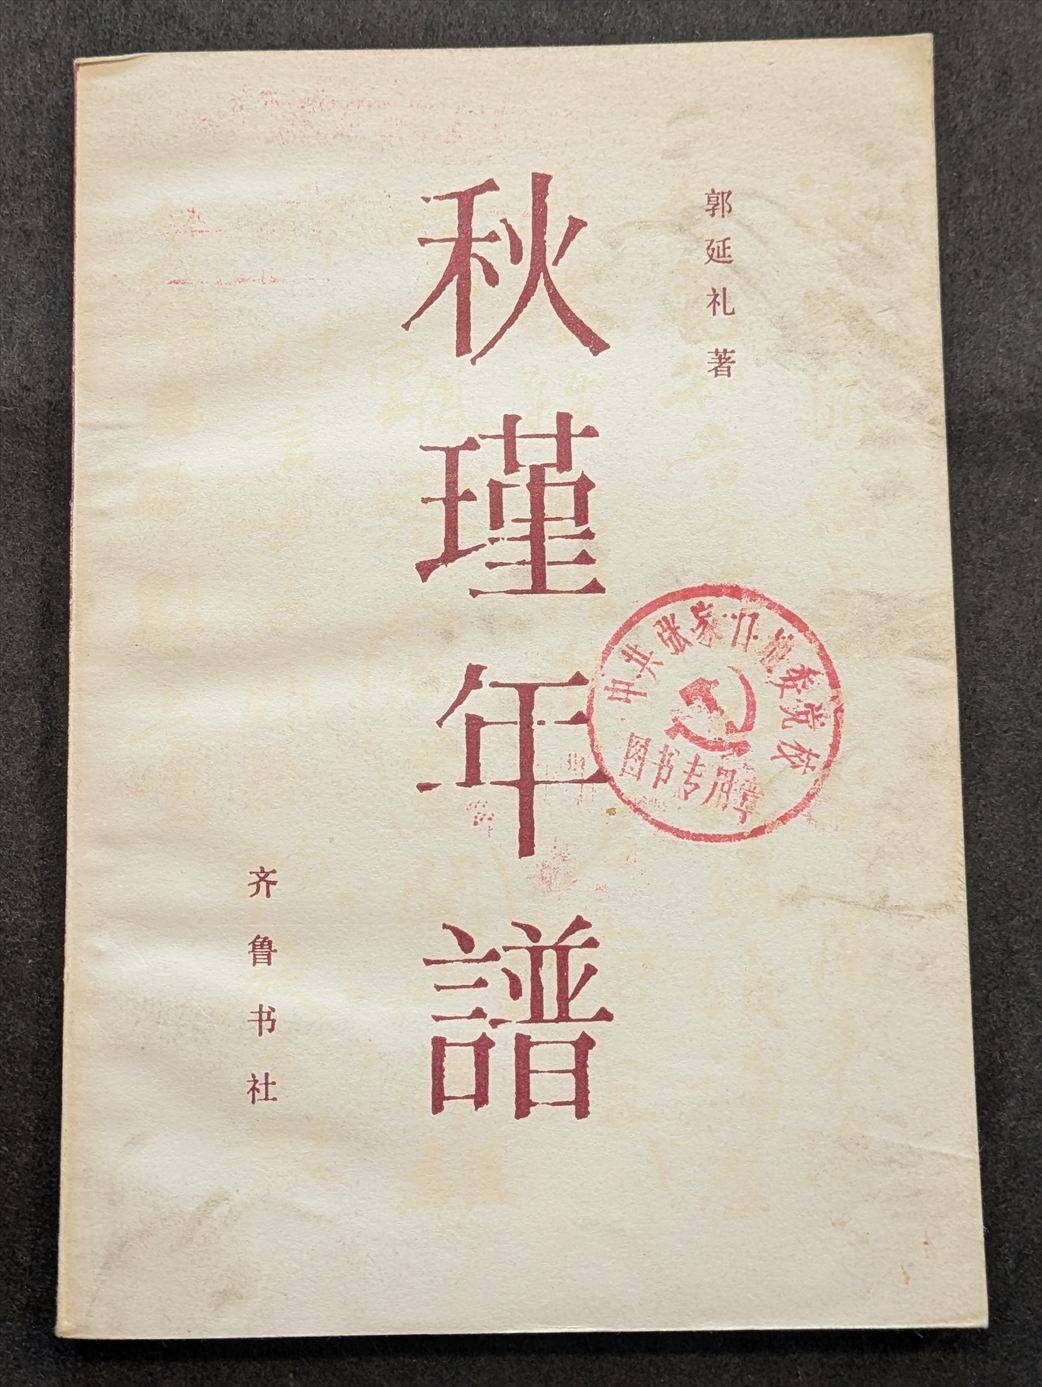 郭延礼 著
秋瑾年譜
齐鲁书社
中共张家口地委党校
图书专用章